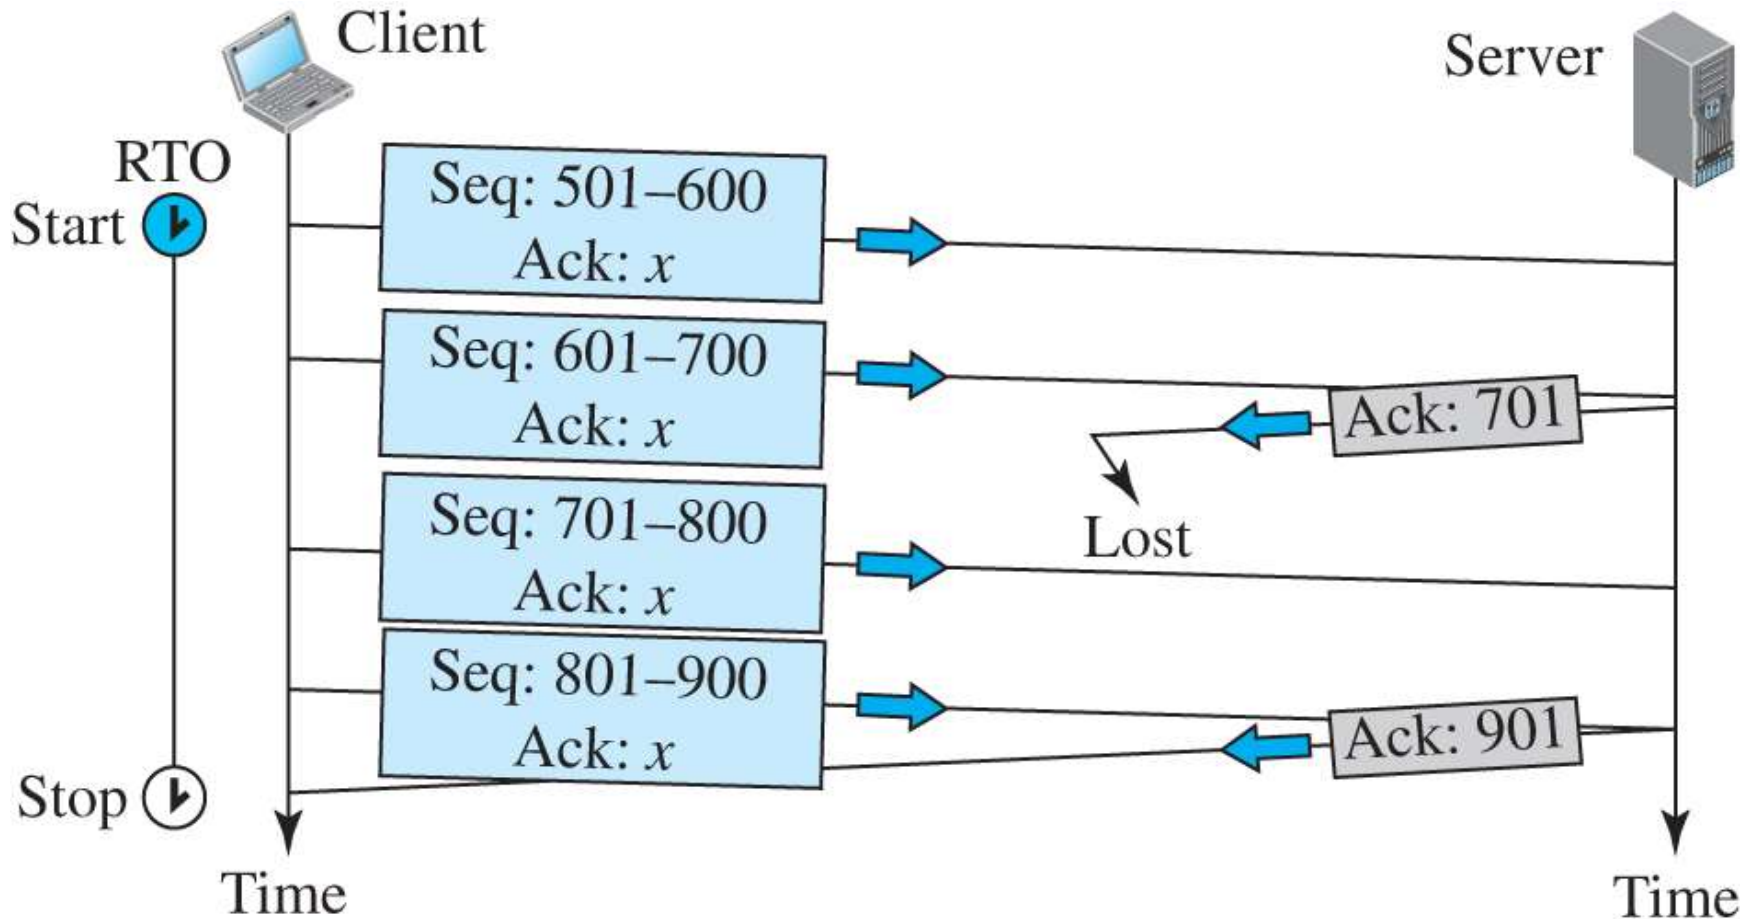 Client
Server
RTO
Start
Seq: 501–600
Ack: x
Seq: 601–700
Ack: x
Ack: 701
Lost
Seq: 701–800
Ack: x
Seq: 801–900
Ack: x
Ack: 901
Stop
Time
Time